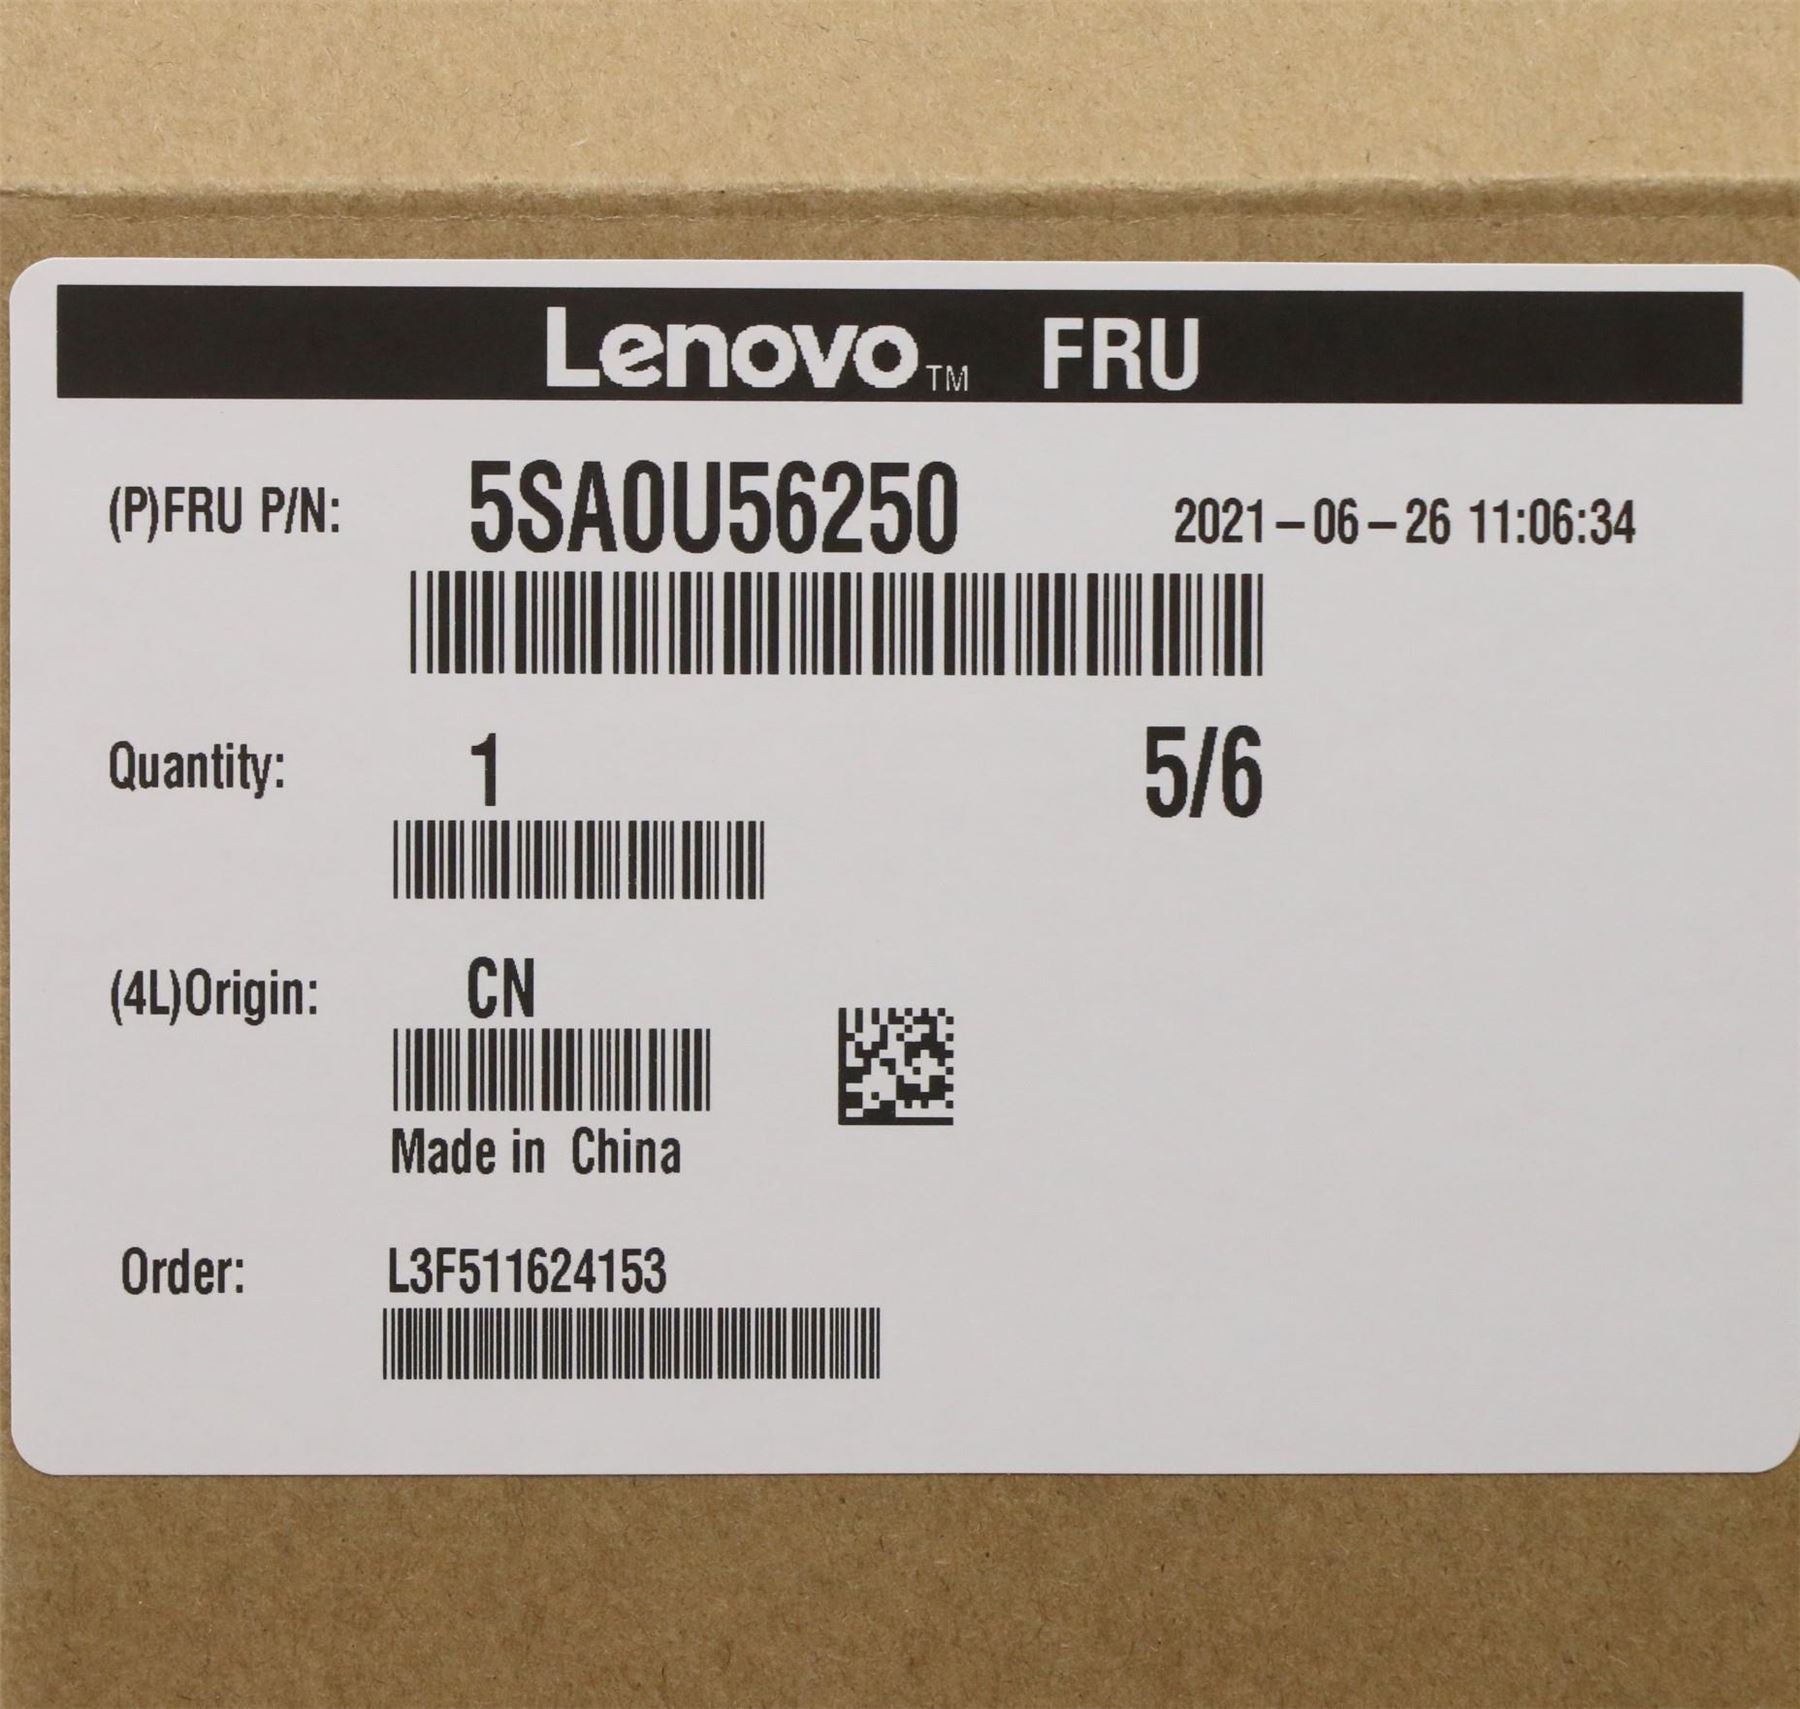 Lenovo™ FRU
(P)FRU P/N: 5SA0U56250 2021-06-26 11:06:34
Quantity: 1 5/6
(4L)Origin: CN
Made in China
Order: L3F511624153